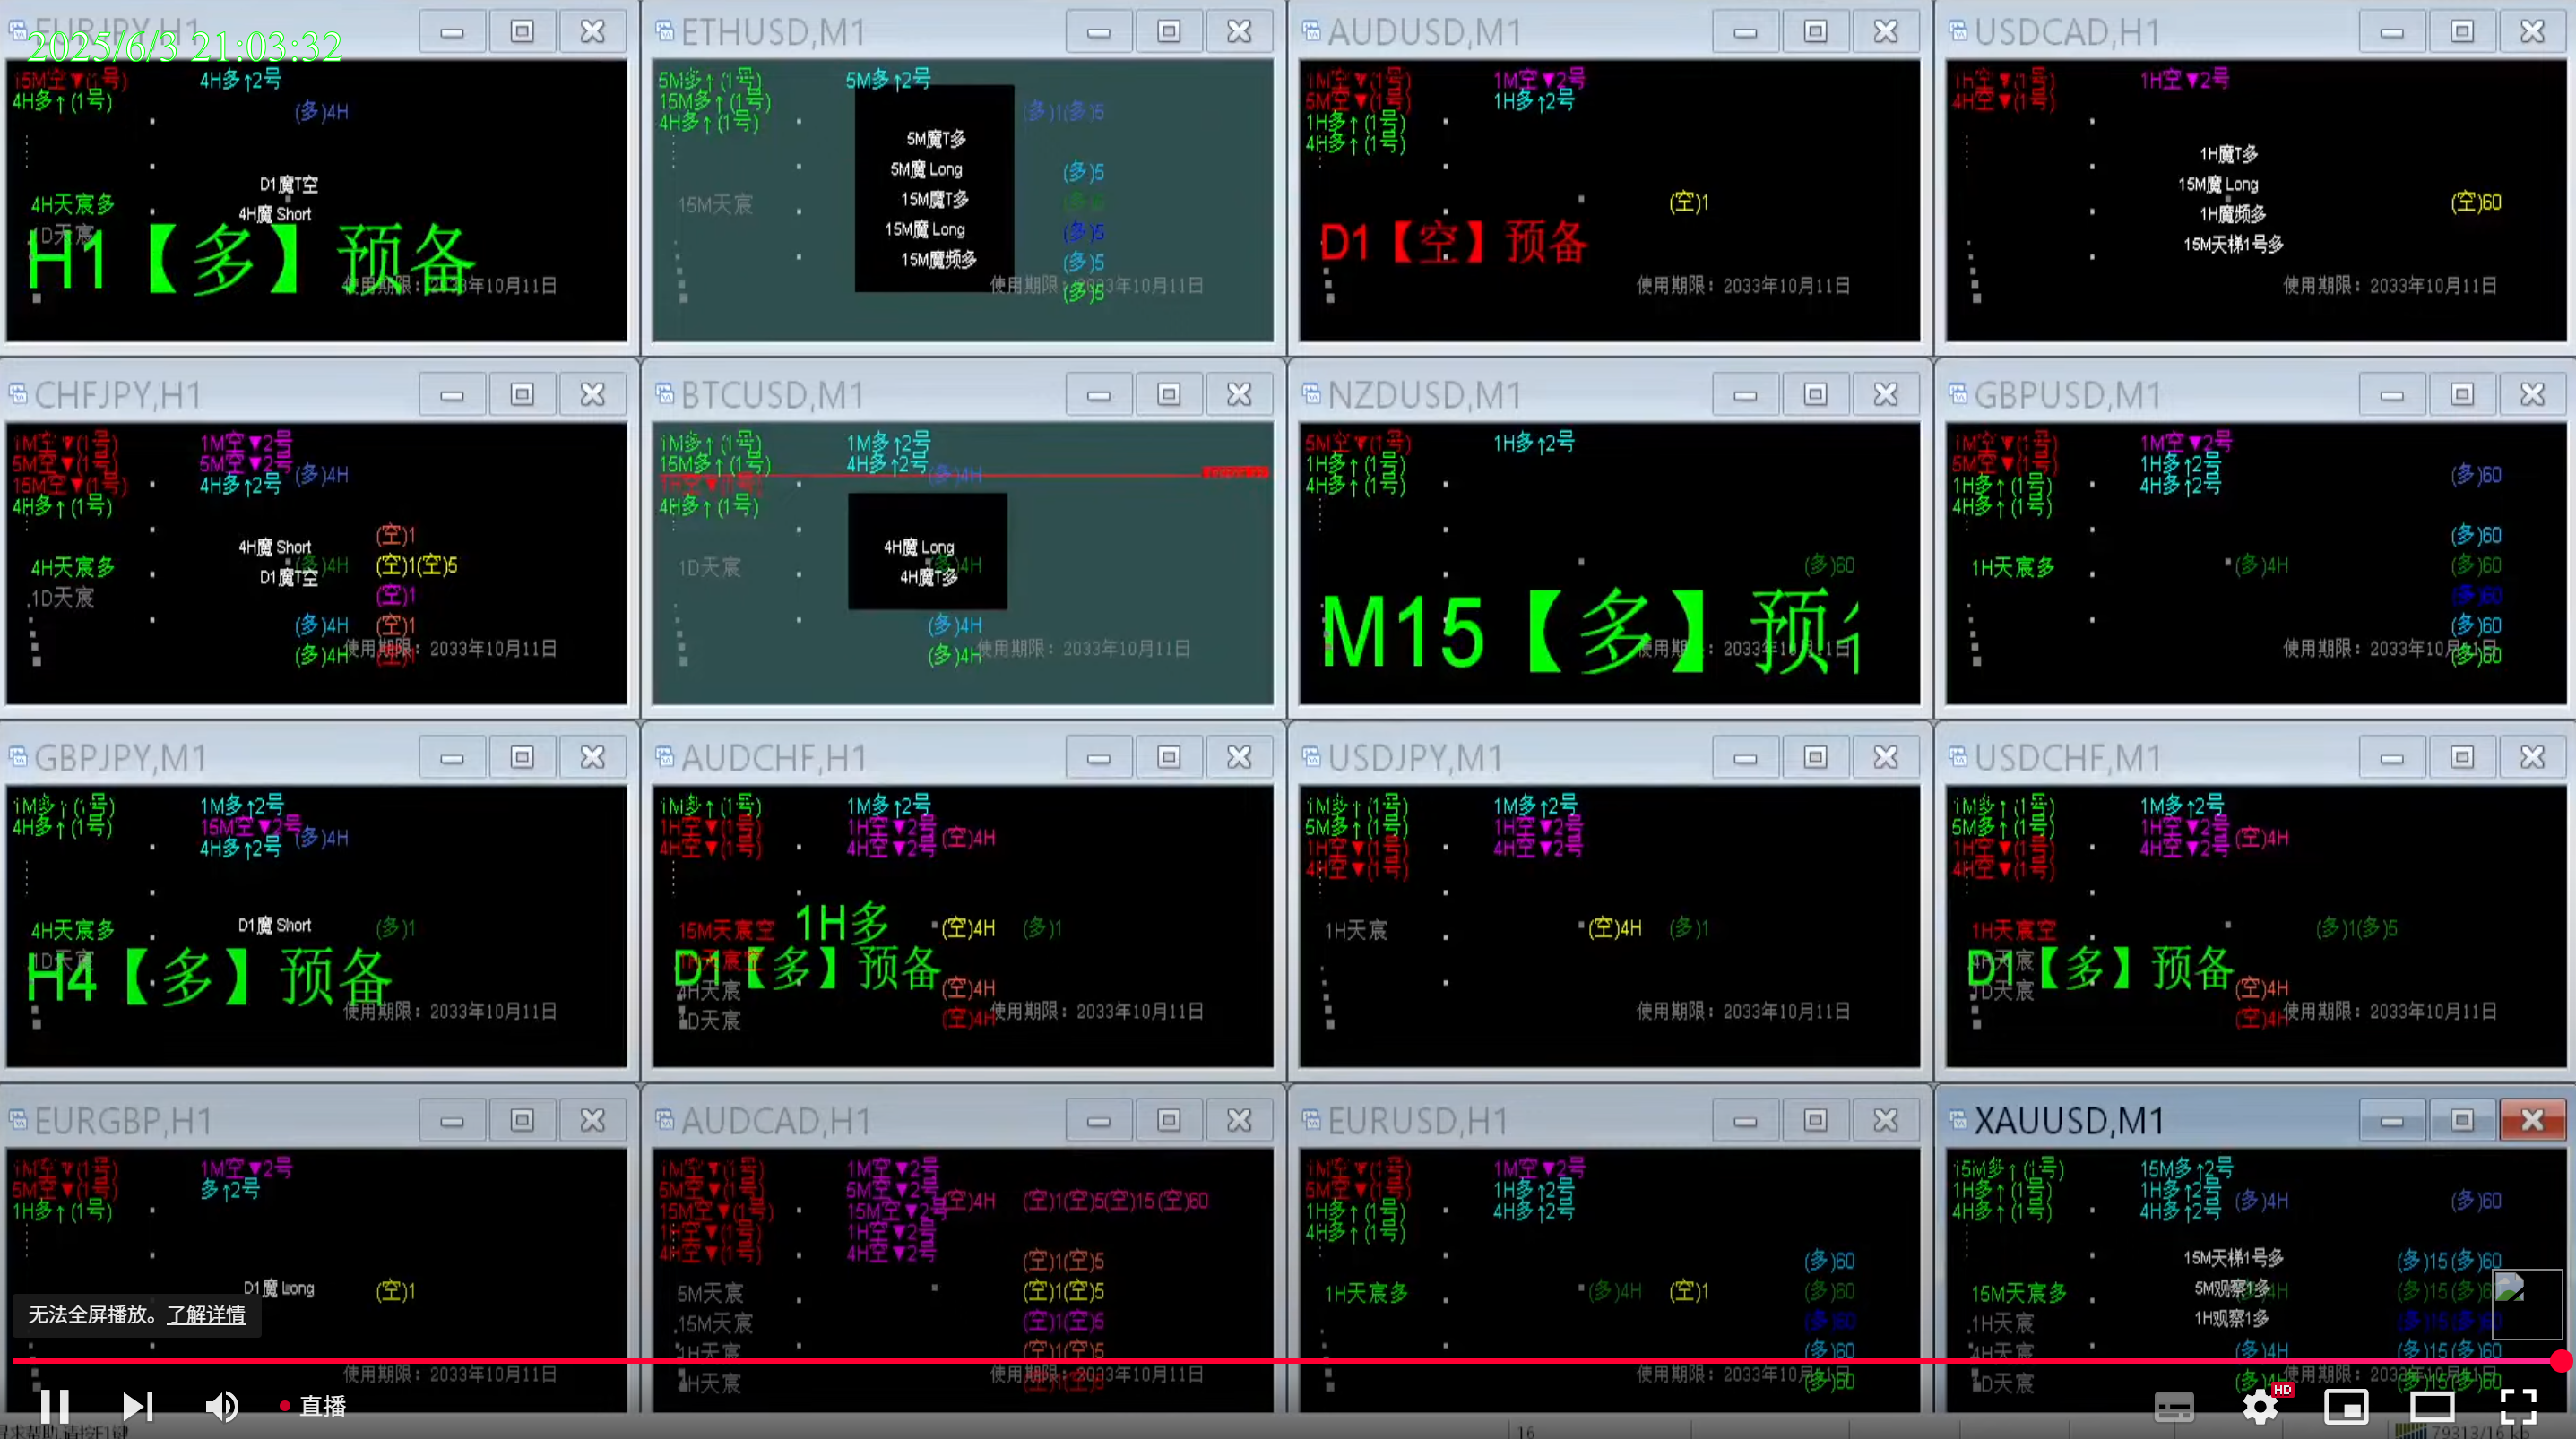 EURJPY,H1
2025/6/3 21:03:32
15M空▼(1号) 4H多↑2号
4H多↑(1号)
(多)4H
D1魔T空
4H天宸多
4H魔 Short
1D天宸
H1【多】预备
使用期限：2033年10月11日
ETHUSD,M1
5M多↑(1号) 5M多↑2号
15M多↑(1号)
(多)1(多)5
4H多↑(1号)
5M魔T多
5M魔 Long (多)5
15M天宸 15M魔T多
15M魔 Long (多)5
15M魔频多 (多)5
使用期限：2033年10月11日
(多)5
AUDUSD,M1
1M空▼(1号) 1M空▼2号
5M空▼(1号) 1H多↑2号
1H多↑(1号)
4H多↑(1号)
(空)1
D1【空】预备
使用期限：2033年10月11日
USDCAD,H1
1H空▼(1号) 1H空▼2号
4H空▼(1号)
1H魔T多
15M魔 Long
(空)60
1H魔频多
15M天梯1号多
使用期限：2033年10月11日
CHFJPY,H1
1M空▼(1号) 1M空▼2号
5M空▼(1号) 5M空▼2号
(多)4H
15M空▼(1号) 4H多↑2号
4H多↑(1号)
(空)1
4H魔 Short
4H天宸多 (多)4H (空)1(空)5
D1魔T空
1D天宸 (空)1
(多)4H (空)1
(多)4H 使用期限：2033年10月11日
BTCUSD,M1
1M多↑(1号) 1M多↑2号
15M多↑(1号) 4H多↑2号
(多)4H
1H空▼(1号)
4H多↑(1号)
4H魔 Long
1D天宸 (多)4H
4H魔T多
(多)4H
(多)4H 使用期限：2033年10月11日
NZDUSD,M1
5M空▼(1号) 1H多↑2号
1H多↑(1号)
4H多↑(1号)
(多)60
M15【多】预
使用期限：2033年10月11日
GBPUSD,M1
1M空▼(1号) 1M空▼2号
5M空▼(1号) 1H多↑2号
(多)60
1H多↑(1号) 4H多↑2号
4H多↑(1号)
(多)60
1H天宸多 (多)4H (多)60
(多)60
(多)60
使用期限：2033年10月11日
(多)60
GBPJPY,M1
1M多↑(1号) 1M多↑2号
4H多↑(1号) 15M空▼2号
(多)4H
4H多↑2号
4H天宸多 D1魔 Short (多)1
1D天宸
H4【多】预备
使用期限：2033年10月11日
AUDCHF,H1
1M多↑(1号) 1M多↑2号
1H空▼(1号) 1H空▼2号
(空)4H
4H空▼(1号) 4H空▼2号
15M天宸空 1H多 (空)4H (多)1
1H天宸空
D1【多】预备
4H天宸 (空)4H
使用期限：2033年10月11日
1D天宸 (空)4H
USDJPY,M1
1M多↑(1号) 1M多↑2号
5M多↑(1号) 1H空▼2号
1H空▼(1号) 4H空▼2号
4H空▼(1号)
1H天宸 (空)4H (多)1
使用期限：2033年10月11日
USDCHF,M1
1M多↑(1号) 1M多↑2号
5M多↑(1号) 1H空▼2号
(空)4H
1H空▼(1号) 4H空▼2号
4H空▼(1号)
1H天宸空 (多)1(多)5
4H天宸
D1【多】预备
1D天宸 (空)4H
使用期限：2033年10月11日
(空)4H
EURGBP,H1
1M空▼(1号) 1M空▼2号
5M空▼(1号) 多↑2号
1H多↑(1号)
D1魔 Long (空)1
使用期限：2033年10月11日
AUDCAD,H1
1M空▼(1号) 1M空▼2号
5M空▼(1号) 5M空▼2号
(空)4H (空)1(空)5(空)15(空)60
15M空▼(1号) 15M空▼2号
1H空▼(1号) 1H空▼2号
4H空▼(1号) 4H空▼2号
(空)1(空)5
5M天宸 (空)1(空)5
15M天宸 (空)1(空)5
1H天宸 (空)1(空)5
使用期限：2033年10月11日
4H天宸
EURUSD,H1
1M空▼(1号) 1M空▼2号
5M空▼(1号) 1H多↑2号
1H多↑(1号) 4H多↑2号
4H多↑(1号)
(多)60
1H天宸多 (多)4H (空)1 (多)60
(多)60
(多)60
使用期限：2033年10月11日
(多)60
XAUUSD,M1
15M多↑(1号) 15M多↑2号
1H多↑(1号) 1H多↑2号
(多)4H (多)60
4H多↑(1号) 4H多↑2号
15M天梯1号多 (多)15(多)60
15M天宸多 5M观察1多
1H天宸 1H观察1多
4H天宸 (多)4H (多)15(多)60
使用期限：2033年10月11日
1D天宸
无法全屏播放。了解详情
直播
HD
16